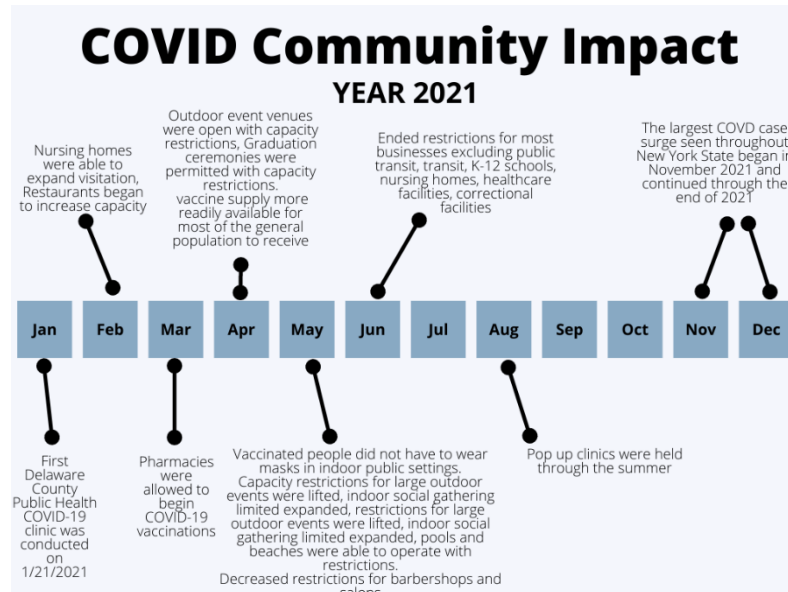 COVID Community Impact
YEAR 2021
Nursing homes
were able to
expand visitation,
Restaurants began
to increase capacity
Outdoor event venues
were open with capacity
restrictions, Graduation
ceremonies were
permitted with capacity
restrictions.
vaccine supply more
readily available for
most of the general
population to receive
Ended restrictions for most
businesses excluding public
transit, transit, K-12 schools,
nursing homes, healthcare
facilities, correctional
facilities
The largest COVD case
surge seen throughout
New York State began in
November 2021 and
continued through the
end of 2021
Jan Feb Mar Apr May Jun Jul Aug Sep Oct Nov Dec
First
Delaware
County
Public Health
COVID-19
clinic was
conducted
on
1/21/2021
Pharmacies
were
allowed to
begin
COVID-19
vaccinations
Vaccinated people did not have to wear
masks in indoor public settings.
Capacity restrictions for large outdoor
events were lifted, indoor social gathering
limited expanded, restrictions for large
outdoor events were lifted, indoor social
gathering limited expanded, pools and
beaches were able to operate with
restrictions.
Decreased restrictions for barbershops and
salons
Pop up clinics were held
through the summer